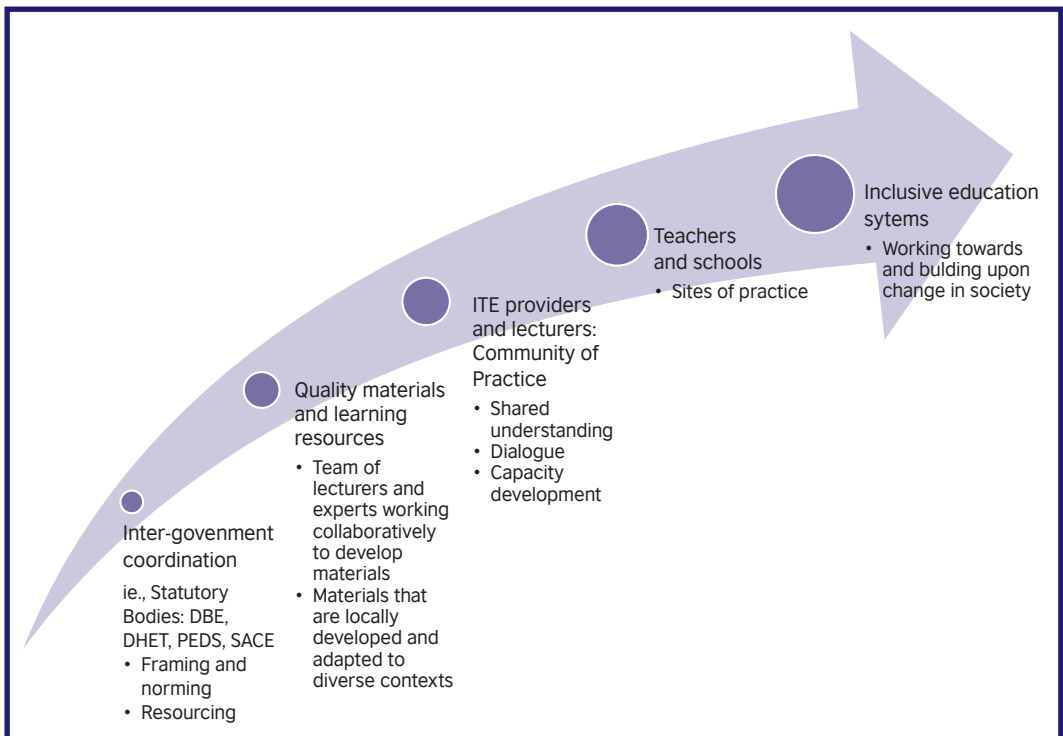 Inter-govenment
coordination
ie., Statutory
Bodies: DBE,
DHET, PEDS, SACE
• Framing and
norming
• Resourcing
Quality materials
and learning
resources
• Team of
lecturers and
experts working
collaboratively
to develop
materials
• Materials that
are locally
developed and
adapted to
diverse contexts
ITE providers
and lecturers:
Community of
Practice
• Shared
understanding
• Dialogue
• Capacity
development
Teachers
and schools
• Sites of practice
Inclusive education
sytems
• Working towards
and bulding upon
change in society